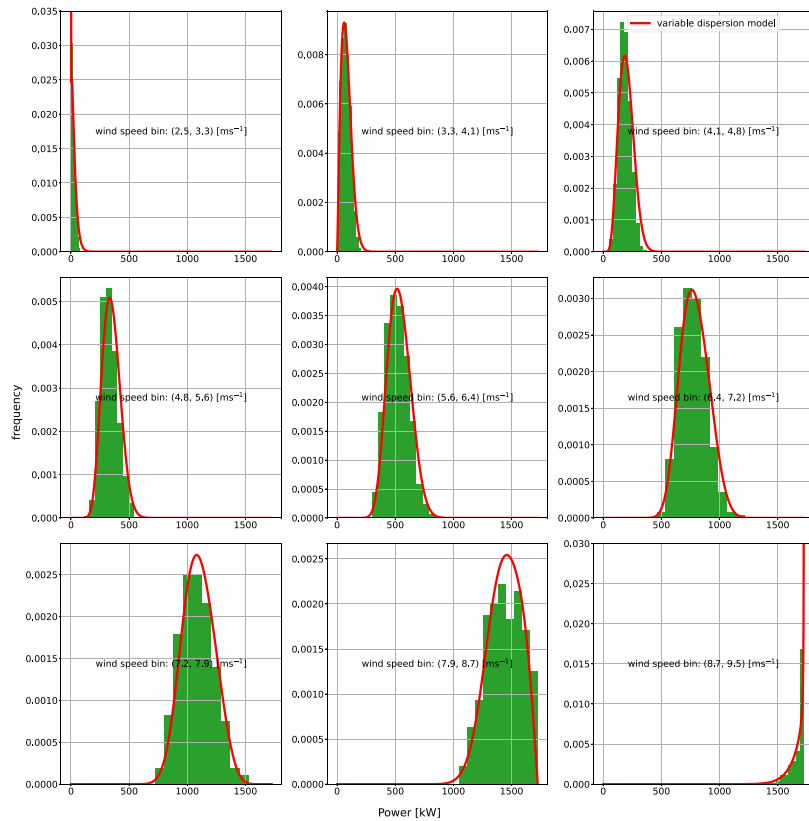 0.035
0.030
0.025
0.020
0.015
0.010
0.005
0.000
wind speed bin: (2,5, 3.3) [ms⁻¹]
0 500 1000 1500
0.008
0.006
0.004
0.002
0.000
wind speed bin: (3.3, 4.1) [ms⁻¹]
0 500 1000 1500
variable dispersion model
0.007
0.006
0.005
0.004
0.003
0.002
0.001
0.000
wind speed bin: (4.1, 4.8) [ms⁻¹]
0 500 1000 1500
frequency
0.005
0.004
0.003
0.002
0.001
0.000
wind speed bin: (4.8, 5.6) [ms⁻¹]
0 500 1000 1500
0.0040
0.0035
0.0030
0.0025
0.0020
0.0015
0.0010
0.0005
0.0000
wind speed bin: (5.6, 6.4) [ms⁻¹]
0 500 1000 1500
0.0030
0.0025
0.0020
0.0015
0.0010
0.0005
0.0000
wind speed bin: (6.4, 7.2) [ms⁻¹]
0 500 1000 1500
0.0025
0.0020
0.0015
0.0010
0.0005
0.0000
wind speed bin: (7.2, 7.9) [ms⁻¹]
0 500 1000 1500
0.0025
0.0020
0.0015
0.0010
0.0005
0.0000
wind speed bin: (7.9, 8.7) [ms⁻¹]
0 500 1000 1500
0.030
0.025
0.020
0.015
0.010
0.005
0.000
wind speed bin: (8.7, 9.5) [ms⁻¹]
0 500 1000 1500
Power [kW]